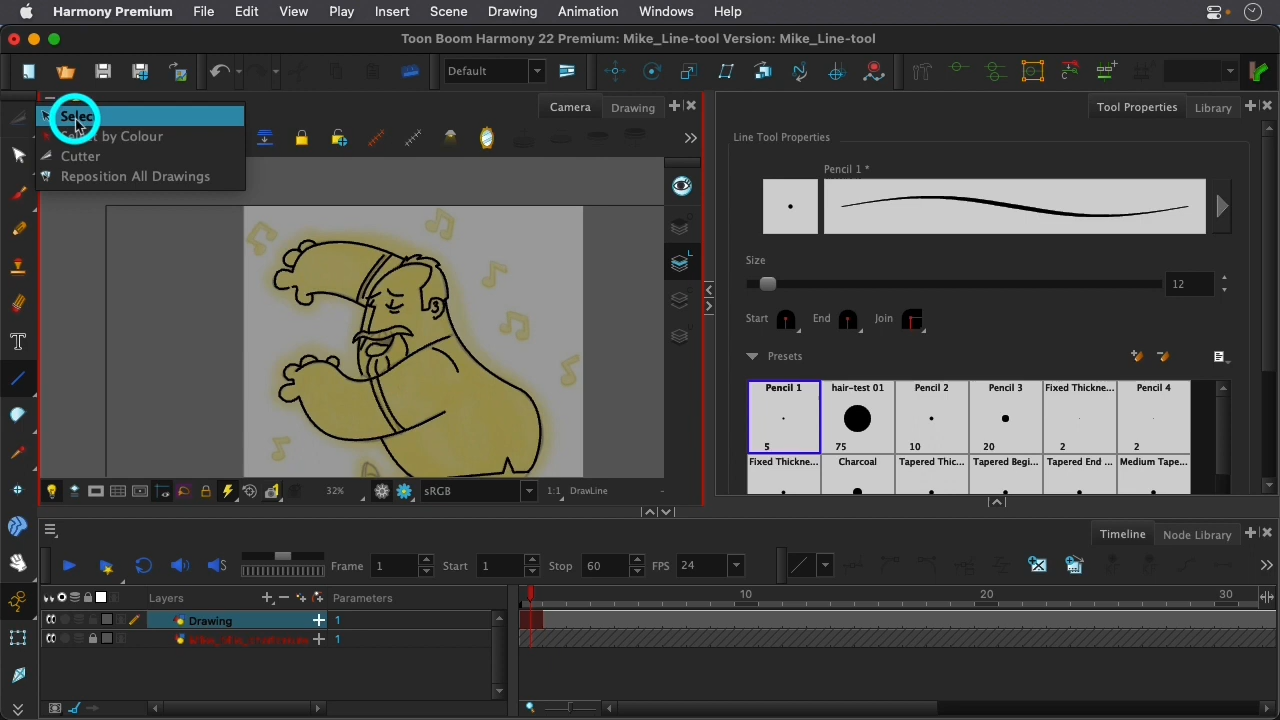 Harmony Premium File Edit View Play Insert Scene Drawing Animation Windows Help
Toon Boom Harmony 22 Premium: Mike_Line-tool Version: Mike_Line-tool
Default
Select
Select by Colour
Cutter
Reposition All Drawings
Camera Drawing
Tool Properties Library
Line Tool Properties
Pencil 1 *
Size
12
Start End Join
Presets
Pencil 1 hair-test 01 Pencil 2 Pencil 3 Fixed Thickne... Pencil 4
5 75 10 20 2 2
Fixed Thickne... Charcoal Tapered Thic... Tapered Begi... Tapered End ... Medium Tape...
32% sRGB 1:1 DrawLine
Timeline Node Library
Frame 1 Start 1 Stop 60 FPS 24
Layers Parameters
10 20 30
Drawing 1
1